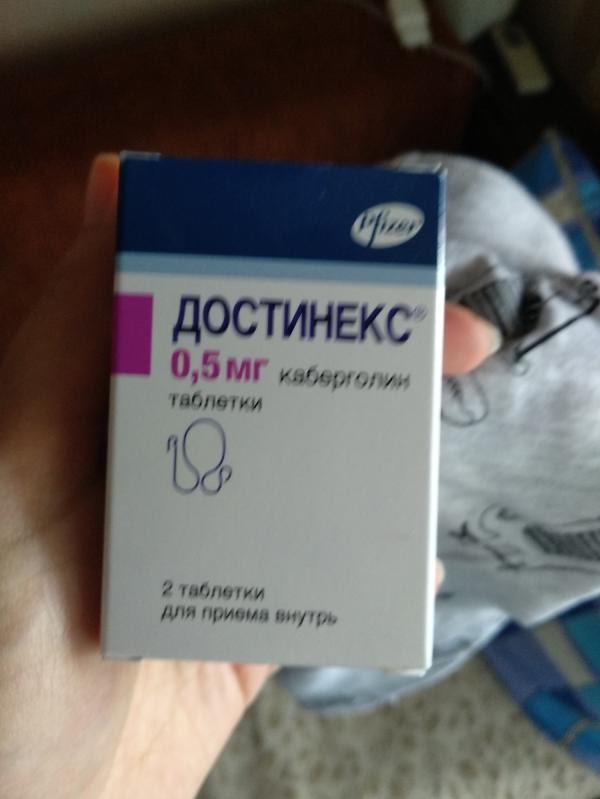 Pfizer
ДОСТИНЕКС®
0,5 мг каберголин
таблетки
2 таблетки
для приема внутрь